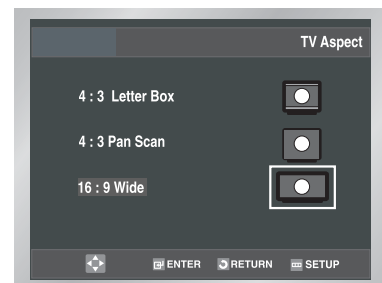 TV Aspect
4 : 3 Letter Box
4 : 3 Pan Scan
16 : 9 Wide
ENTER RETURN SETUP